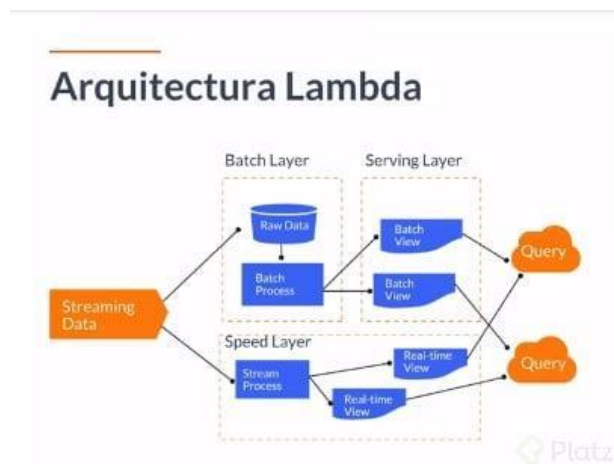 Arquitectura Lambda
Batch Layer
Serving Layer
Raw Data
Batch
Process
Batch
View
Batch
View
Query
Streaming
Data
Speed Layer
Stream
Process
Real-time
View
Real-time
View
Query
Platz